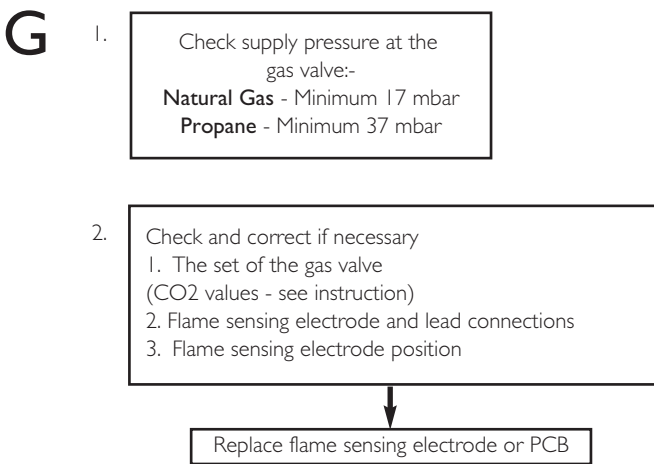 G
1.
Check supply pressure at the
gas valve:-
Natural Gas - Minimum 17 mbar
Propane - Minimum 37 mbar
2.
Check and correct if necessary
1. The set of the gas valve
(CO2 values - see instruction)
2. Flame sensing electrode and lead connections
3. Flame sensing electrode position
Replace flame sensing electrode or PCB